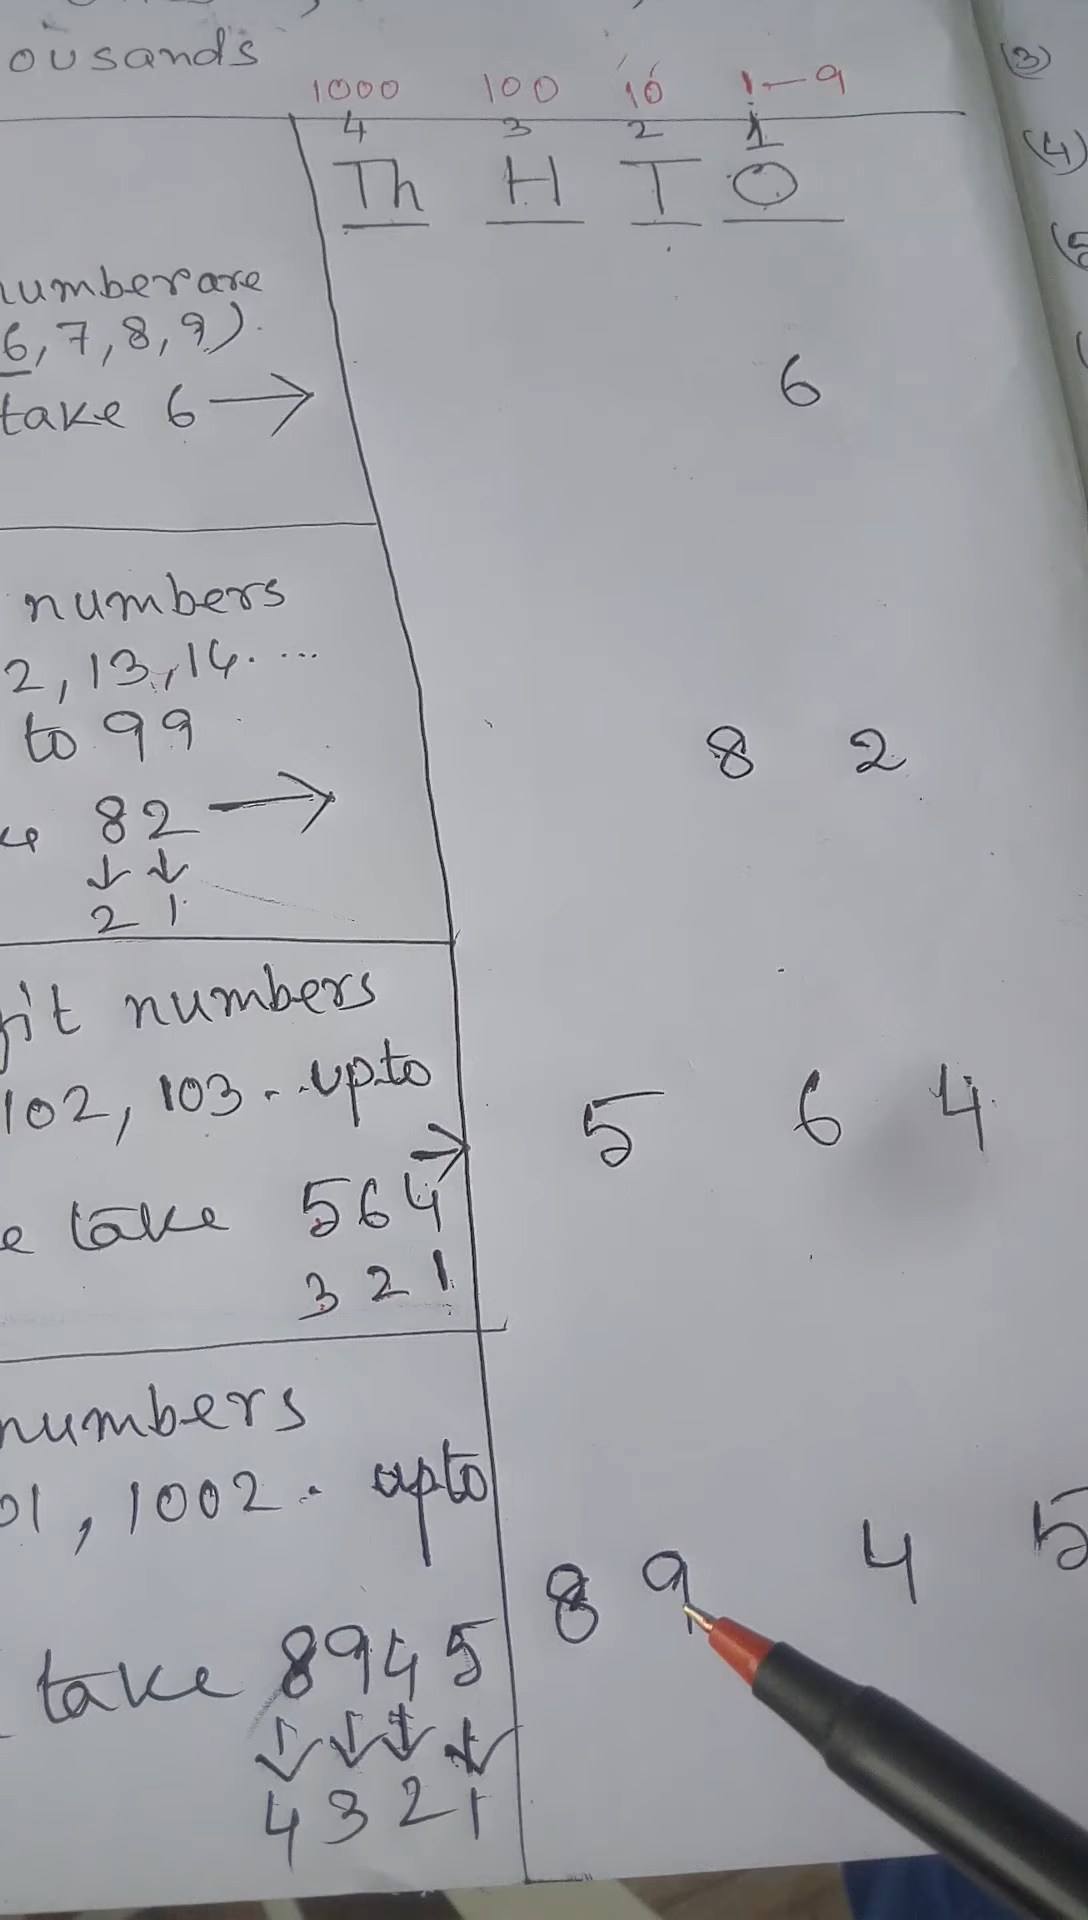 ousands
1000 100 10 1-9
4 3 2 1
Th H T O
(3)
(4)
umber are
6, 7, 8, 9).
take 6 → 6
numbers
2, 13, 14....
to 99
82 → 8 2
↓ ↓
2 1
it numbers
102, 103.. upto
→ 5 6 4
e take 564
3 2 1
numbers
01, 1002. upto
take 8945 8 9 4 5
↓ ↓ ↓ ↓
4 3 2 1